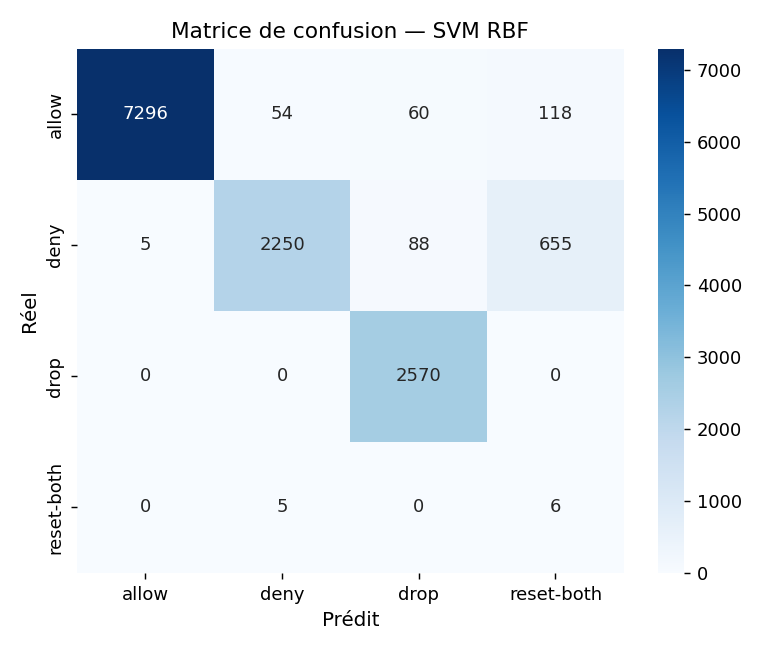 Matrice de confusion — SVM RBF
allow 7296 54 60 118
deny 5 2250 88 655
drop 0 0 2570 0
reset-both 0 5 0 6
allow deny drop reset-both
Prédit
Réel
7000
6000
5000
4000
3000
2000
1000
0